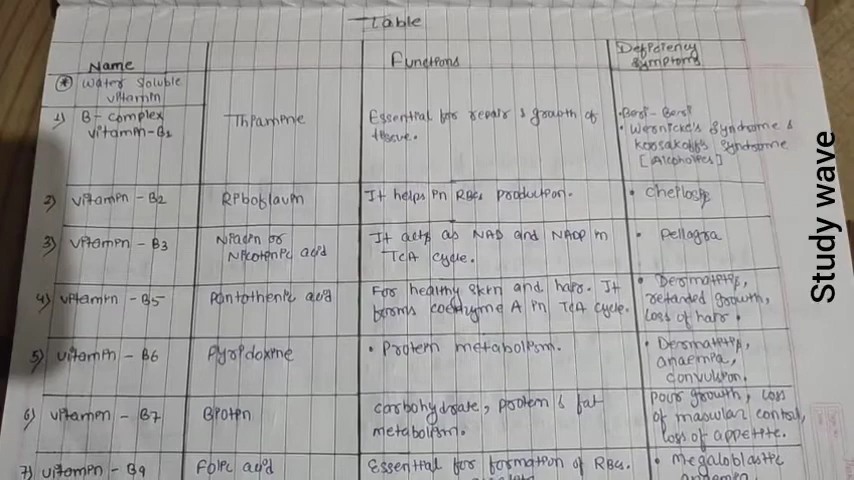 Table
Name
Functions
Deficiency
symptoms
* Water soluble
vitamin
1) B-complex
vitamin-B1
Thiamine
Essential for repair & growth of
tissue.
• Beri-Beri
• Wernicke's syndrome &
Korsakoff's syndrome
[Alcoholics]
2) vitamin - B2
Riboflavin
It helps in RBCs production.
• Cheilosis
3) vitamin - B3
Niacin or
Nicotinic acid
It acts as NAD and NADP in
TCA cycle.
• Pellagra
4) vitamin - B5
Pantothenic acid
For healthy skin and hair. It
forms coenzyme A in TCA cycle.
• Dermatitis,
retarded growth,
Loss of hair.
5) vitamin - B6
Pyridoxine
• Protein metabolism.
• Dermatitis,
anaemia,
convulsion.
6) vitamin - B7
Biotin
carbohydrate, protein & fat
metabolism.
poor growth, Loss
of mascular control,
loss of appetite.
7) vitamin - B9
Folic acid
Essential for formation of RBCs.
• Megaloblastic
Study wave